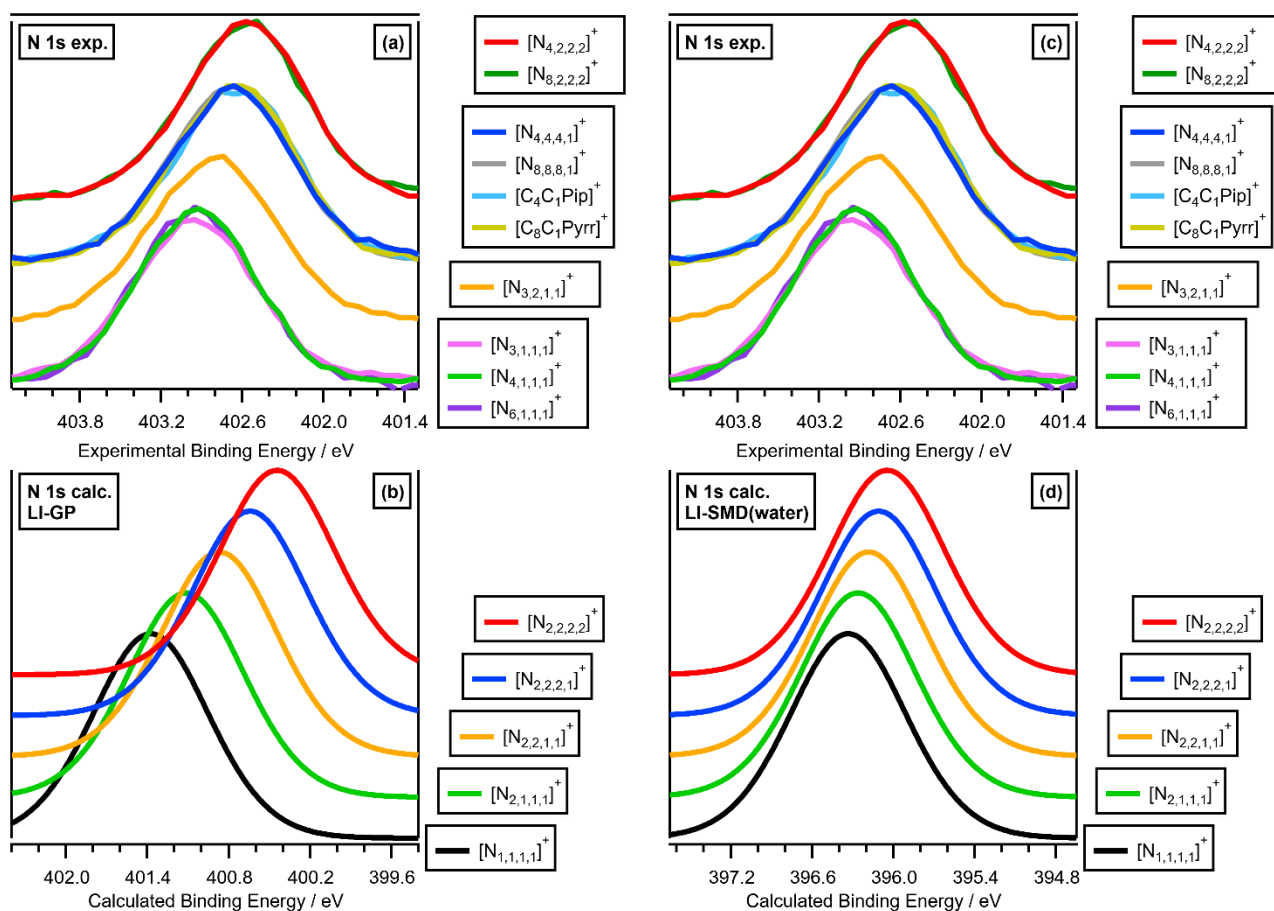 N 1s exp.
(a)
[N4,2,2,2]+
[N8,2,2,2]+
[N4,4,4,1]+
[N8,8,8,1]+
[C4C1Pip]+
[C8C1Pyrr]+
[N3,2,1,1]+
[N3,1,1,1]+
[N4,1,1,1]+
[N6,1,1,1]+
403.8 403.2 402.6 402.0 401.4
Experimental Binding Energy / eV
N 1s exp.
(c)
[N4,2,2,2]+
[N8,2,2,2]+
[N4,4,4,1]+
[N8,8,8,1]+
[C4C1Pip]+
[C8C1Pyrr]+
[N3,2,1,1]+
[N3,1,1,1]+
[N4,1,1,1]+
[N6,1,1,1]+
403.8 403.2 402.6 402.0 401.4
Experimental Binding Energy / eV
N 1s calc.
LI-GP
(b)
[N2,2,2,2]+
[N2,2,2,1]+
[N2,2,1,1]+
[N2,1,1,1]+
[N1,1,1,1]+
402.0 401.4 400.8 400.2 399.6
Calculated Binding Energy / eV
N 1s calc.
LI-SMD(water)
(d)
[N2,2,2,2]+
[N2,2,2,1]+
[N2,2,1,1]+
[N2,1,1,1]+
[N1,1,1,1]+
397.2 396.6 396.0 395.4 394.8
Calculated Binding Energy / eV